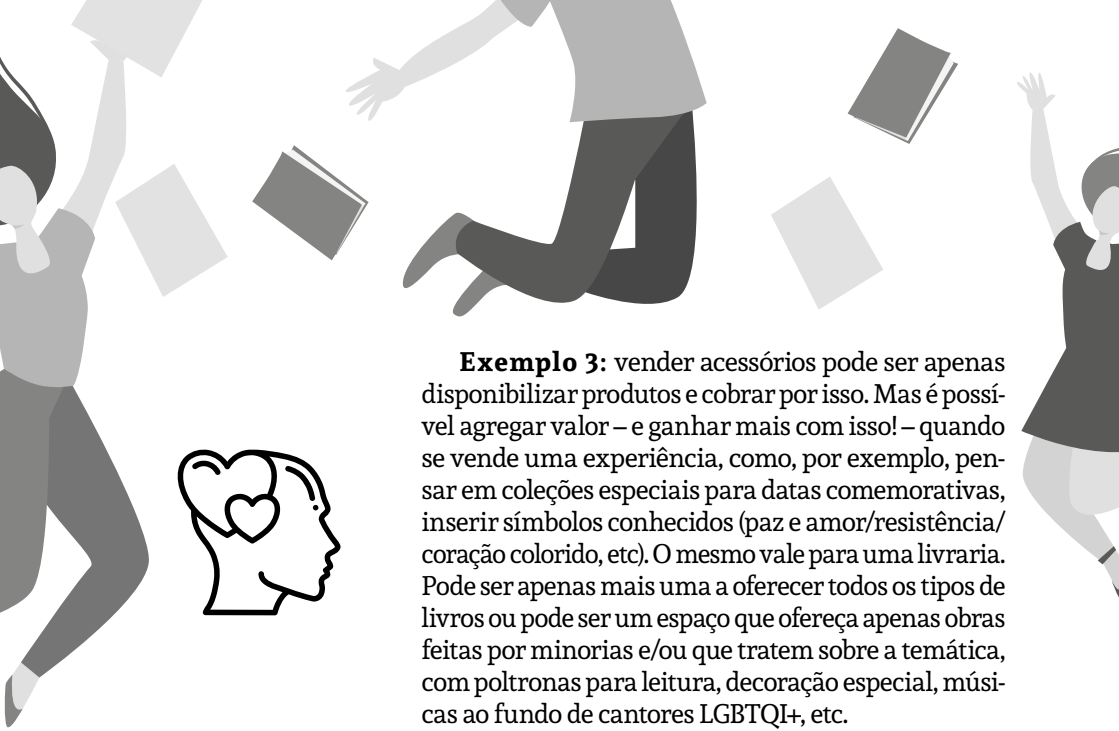 Exemplo 3: vender acessórios pode ser apenas
disponibilizar produtos e cobrar por isso. Mas é possí-
vel agregar valor – e ganhar mais com isso! – quando
se vende uma experiência, como, por exemplo, pen-
sar em coleções especiais para datas comemorativas,
inserir símbolos conhecidos (paz e amor/resistência/
coração colorido, etc). O mesmo vale para uma livraria.
Pode ser apenas mais uma a oferecer todos os tipos de
livros ou pode ser um espaço que ofereça apenas obras
feitas por minorias e/ou que tratem sobre a temática,
com poltronas para leitura, decoração especial, músi-
cas ao fundo de cantores LGBTQI+, etc.